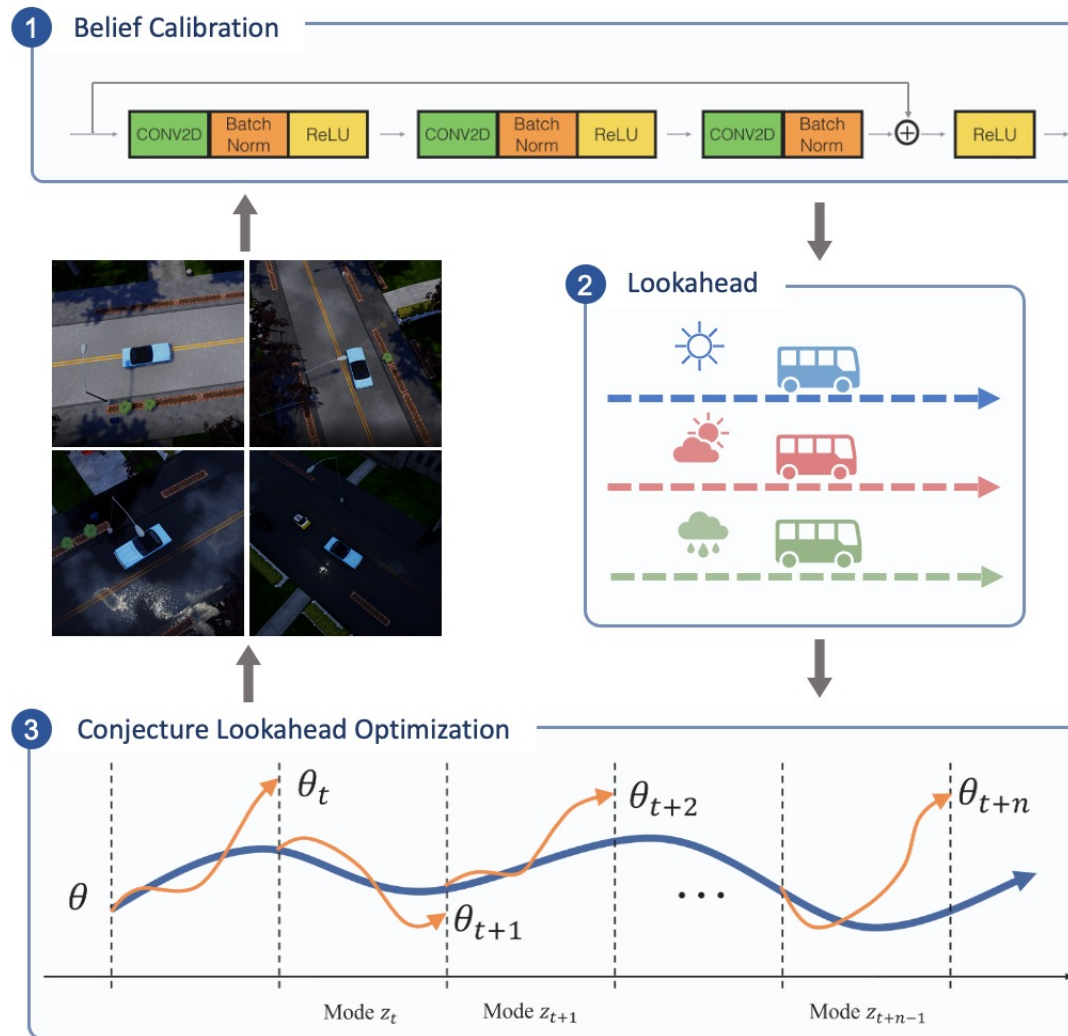 1 Belief Calibration
CONV2D Batch Norm ReLU CONV2D Batch Norm ReLU CONV2D Batch Norm + ReLU
2 Lookahead
3 Conjecture Lookahead Optimization
θ_t
θ_{t+2}
θ_{t+n}
θ
...
θ_{t+1}
Mode z_t Mode z_{t+1} Mode z_{t+n-1}